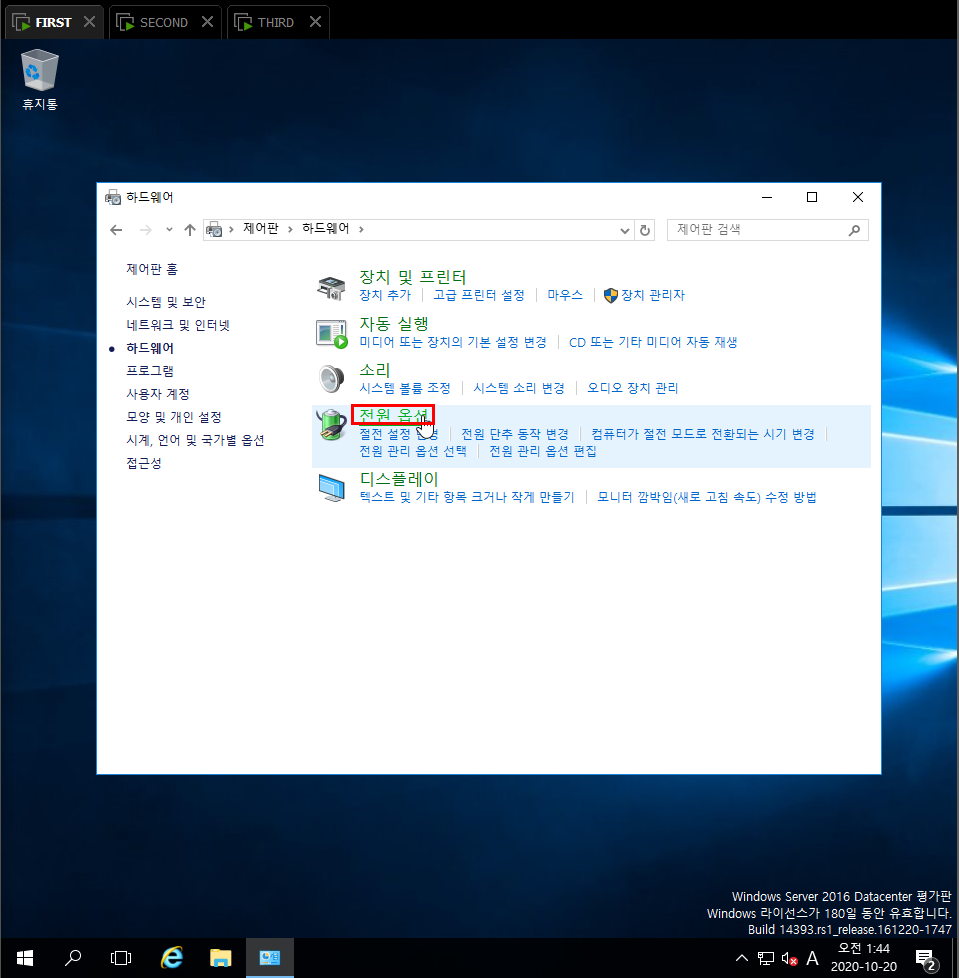 FIRST SECOND THIRD
휴지통
하드웨어
제어판 하드웨어 제어판 검색
제어판 홈
시스템 및 보안
네트워크 및 인터넷
하드웨어
프로그램
사용자 계정
모양 및 개인 설정
시계, 언어 및 국가별 옵션
접근성
장치 및 프린터
장치 추가 고급 프린터 설정 마우스 장치 관리자
자동 실행
미디어 또는 장치의 기본 설정 변경 CD 또는 기타 미디어 자동 재생
소리
시스템 볼륨 조정 시스템 소리 변경 오디오 장치 관리
전원 옵션
절전 설정 변경 전원 단추 동작 변경 컴퓨터가 절전 모드로 전환되는 시기 변경
전원 관리 옵션 선택 전원 관리 옵션 편집
디스플레이
텍스트 및 기타 항목 크거나 작게 만들기 모니터 깜박임(새로 고침 속도) 수정 방법
Windows Server 2016 Datacenter 평가판
Windows 라이선스가 180일 동안 유효합니다.
Build 14393.rs1_release.161220-1747
A 오전 1:44
2020-10-20 2